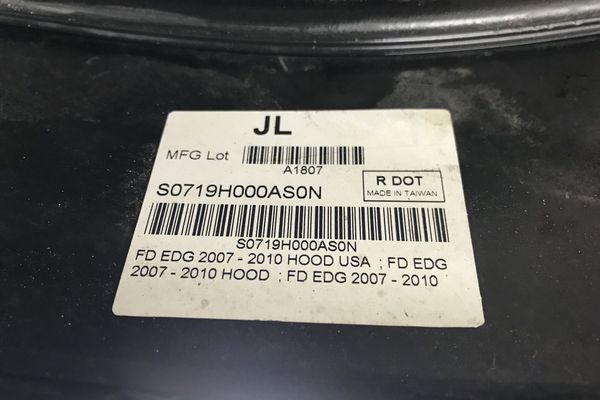 JL
MFG Lot
A1807
R DOT
MADE IN TAIWAN
S0719H000AS0N
S0719H000AS0N
FD EDG 2007 - 2010 HOOD USA ; FD EDG
2007 - 2010 HOOD ; FD EDG 2007 - 2010